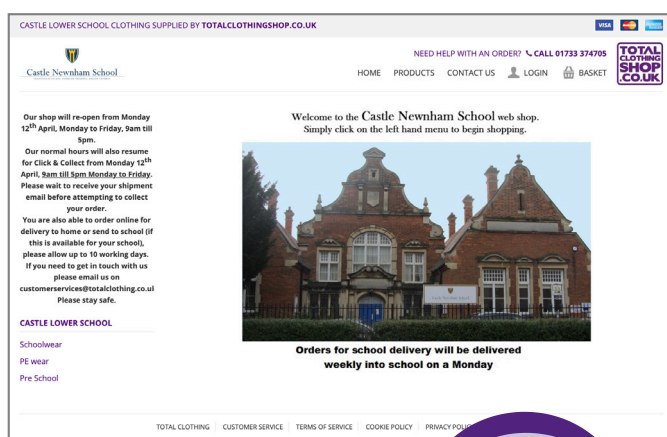 CASTLE LOWER SCHOOL CLOTHING SUPPLIED BY TOTALCLOTHINGSHOP.CO.UK
VISA
NEED HELP WITH AN ORDER? CALL 01733 374705
TOTAL
CLOTHING
SHOP
.CO.UK
Castle Newnham School
HOME PRODUCTS CONTACT US LOGIN BASKET
Our shop will re-open from Monday
12th April, Monday to Friday, 9am till
5pm.
Our normal hours will also resume
for Click & Collect from Monday 12th
April, 9am till 5pm Monday to Friday.
Please wait to receive your shipment
email before attempting to collect
your order.
You are also able to order online for
delivery to home or send to school (if
this is available for your school),
please allow up to 10 working days.
If you need to get in touch with us
please email us on
customerservices@totalclothing.co.uk
Please stay safe.
CASTLE LOWER SCHOOL
Schoolwear
PE wear
Pre School
Welcome to the Castle Newnham School web shop.
Simply click on the left hand menu to begin shopping.
Castle Newnham School
Orders for school delivery will be delivered
weekly into school on a Monday
TOTAL CLOTHING CUSTOMER SERVICE TERMS OF SERVICE COOKIE POLICY PRIVACY